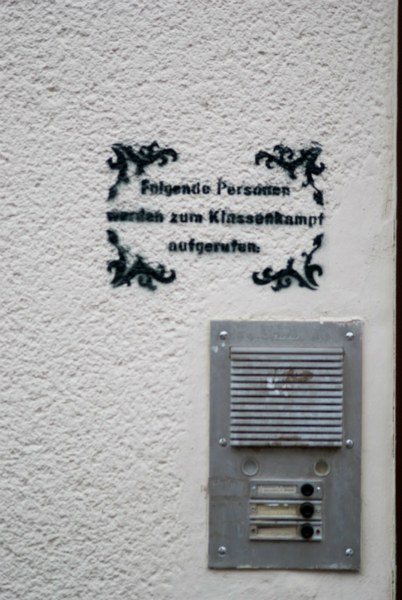 Folgende Personen
werden zum Klassenkampf
aufgerufen: